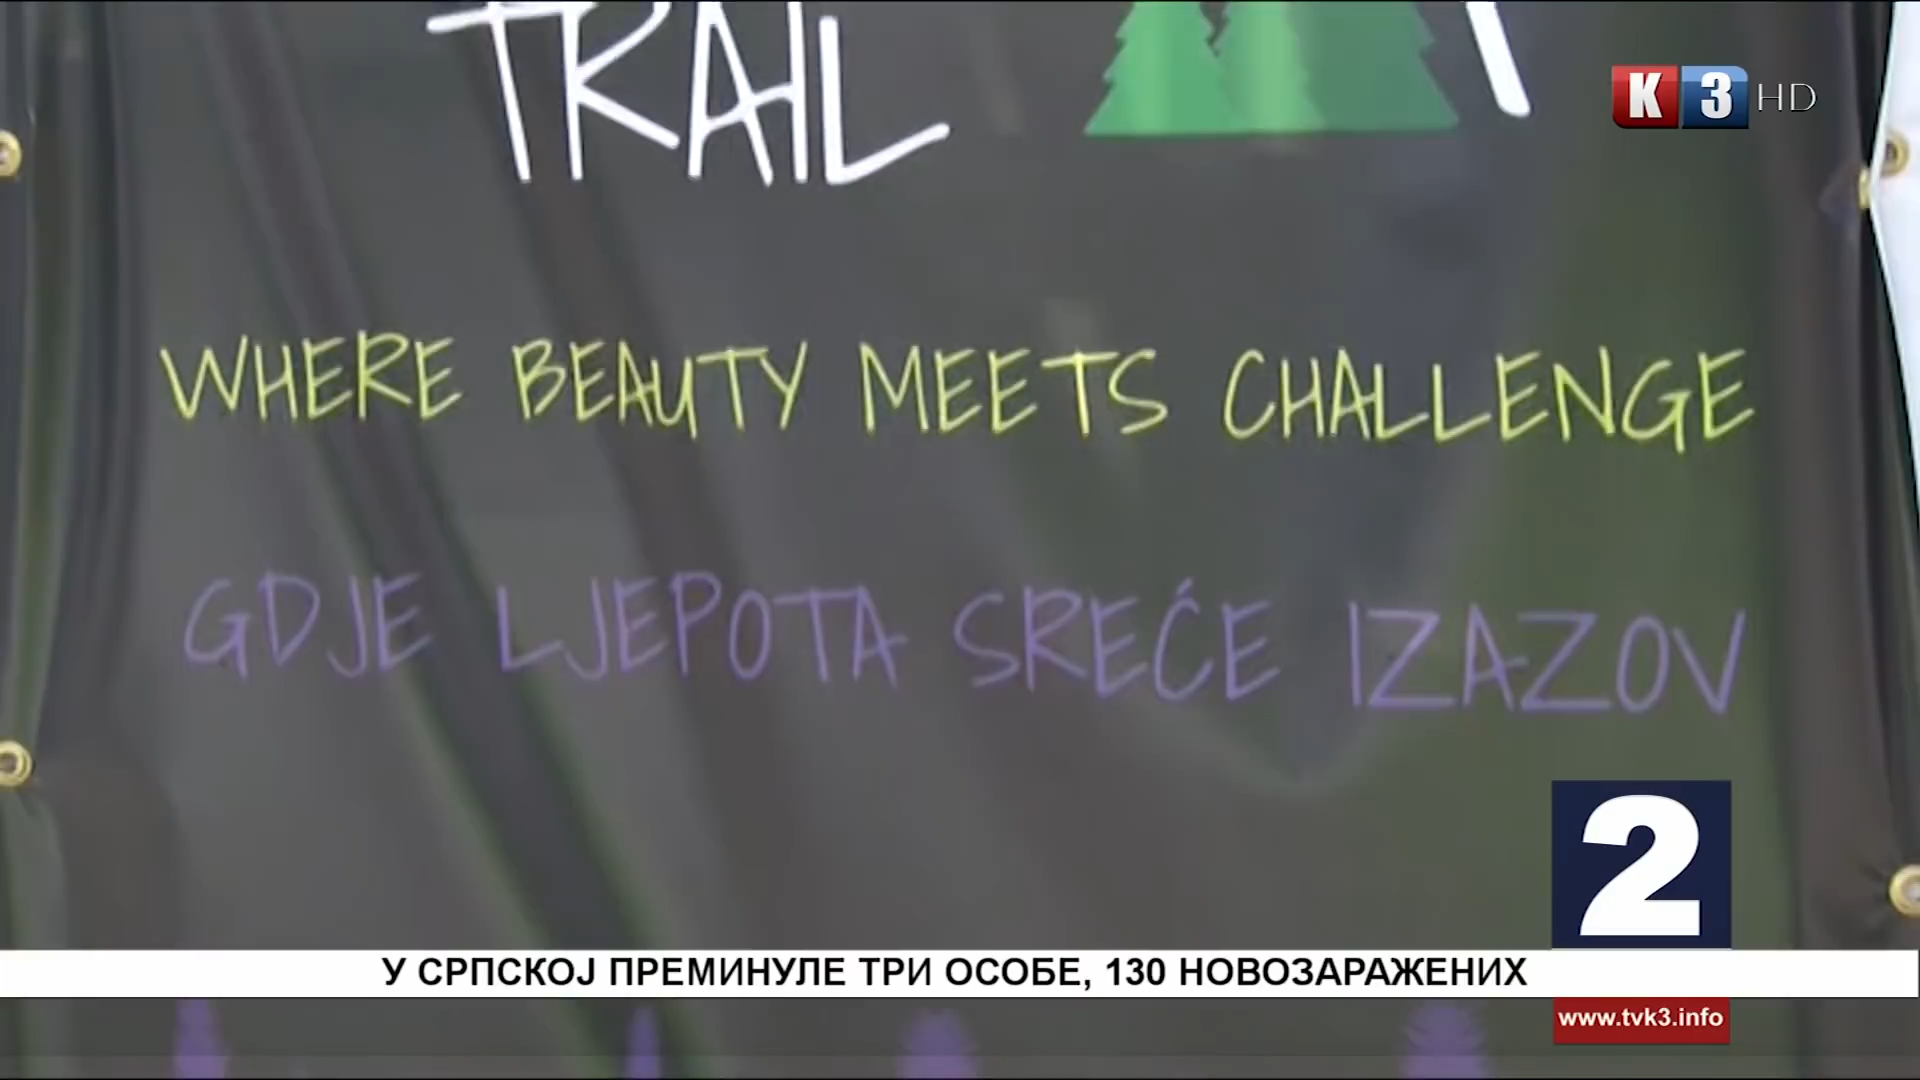 TRAIL
K3 HD
WHERE BEAUTY MEETS CHALLENGE
GDJE LJEPOTA SREĆE IZAZOV
2
У СРПСКОЈ ПРЕМИНУЛЕ ТРИ ОСОБЕ, 130 НОВОЗАРАЖЕНИХ
www.tvk3.info